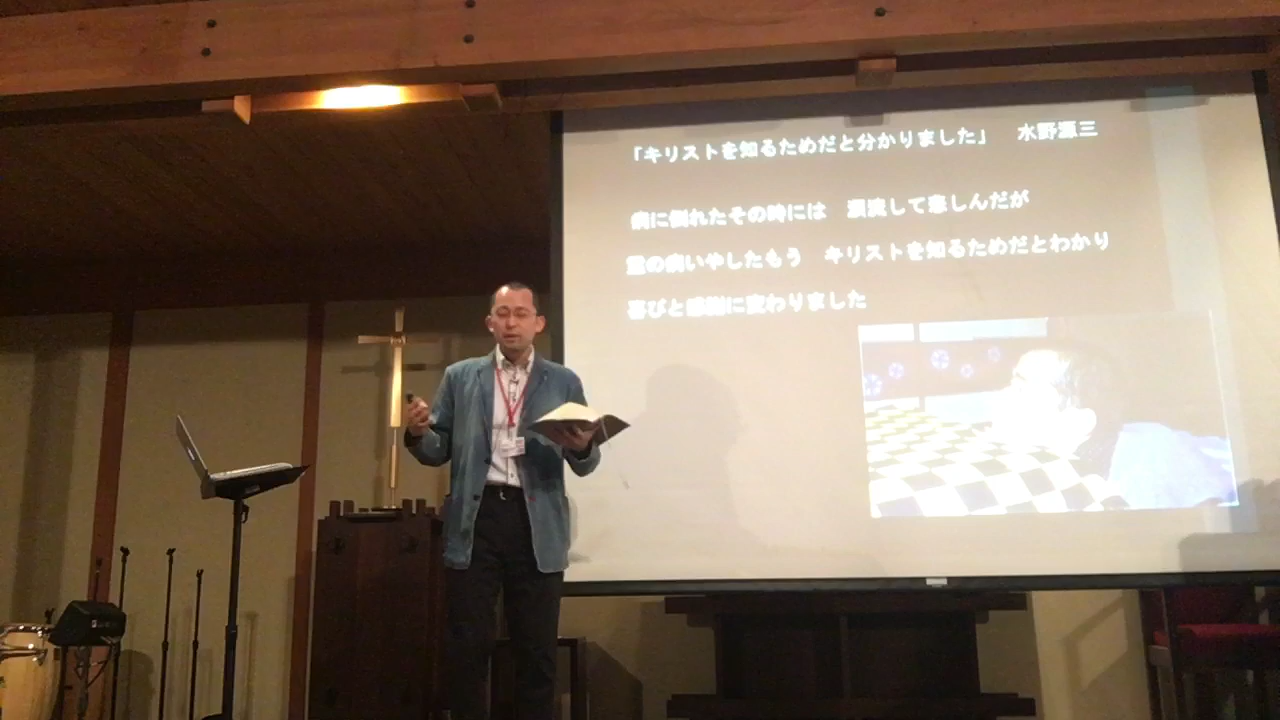 「キリストを知るためだと分かりました」　水野源三
病に倒れたその時には　涙流して悲しんだが
霊の病いやしたもう　キリストを知るためだとわかり
喜びと感謝に変わりました